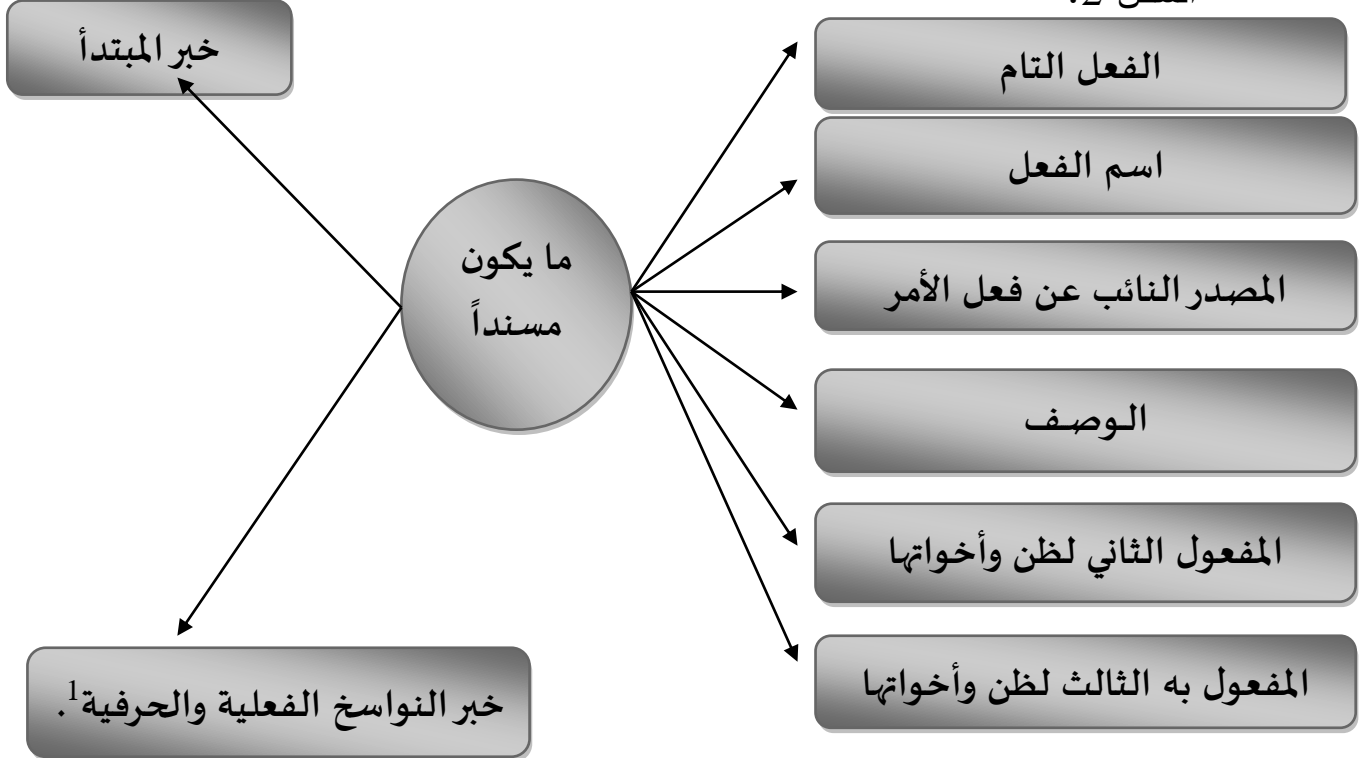 خبر المبتدأ
الفعل التام
اسم الفعل
ما يكون
مسنداً
المصدر النائب عن فعل الأمر
الوصف
المفعول الثاني لظن وأخواتها
المفعول به الثالث لظن وأخواتها
خبر النواسخ الفعلية والحرفية1.